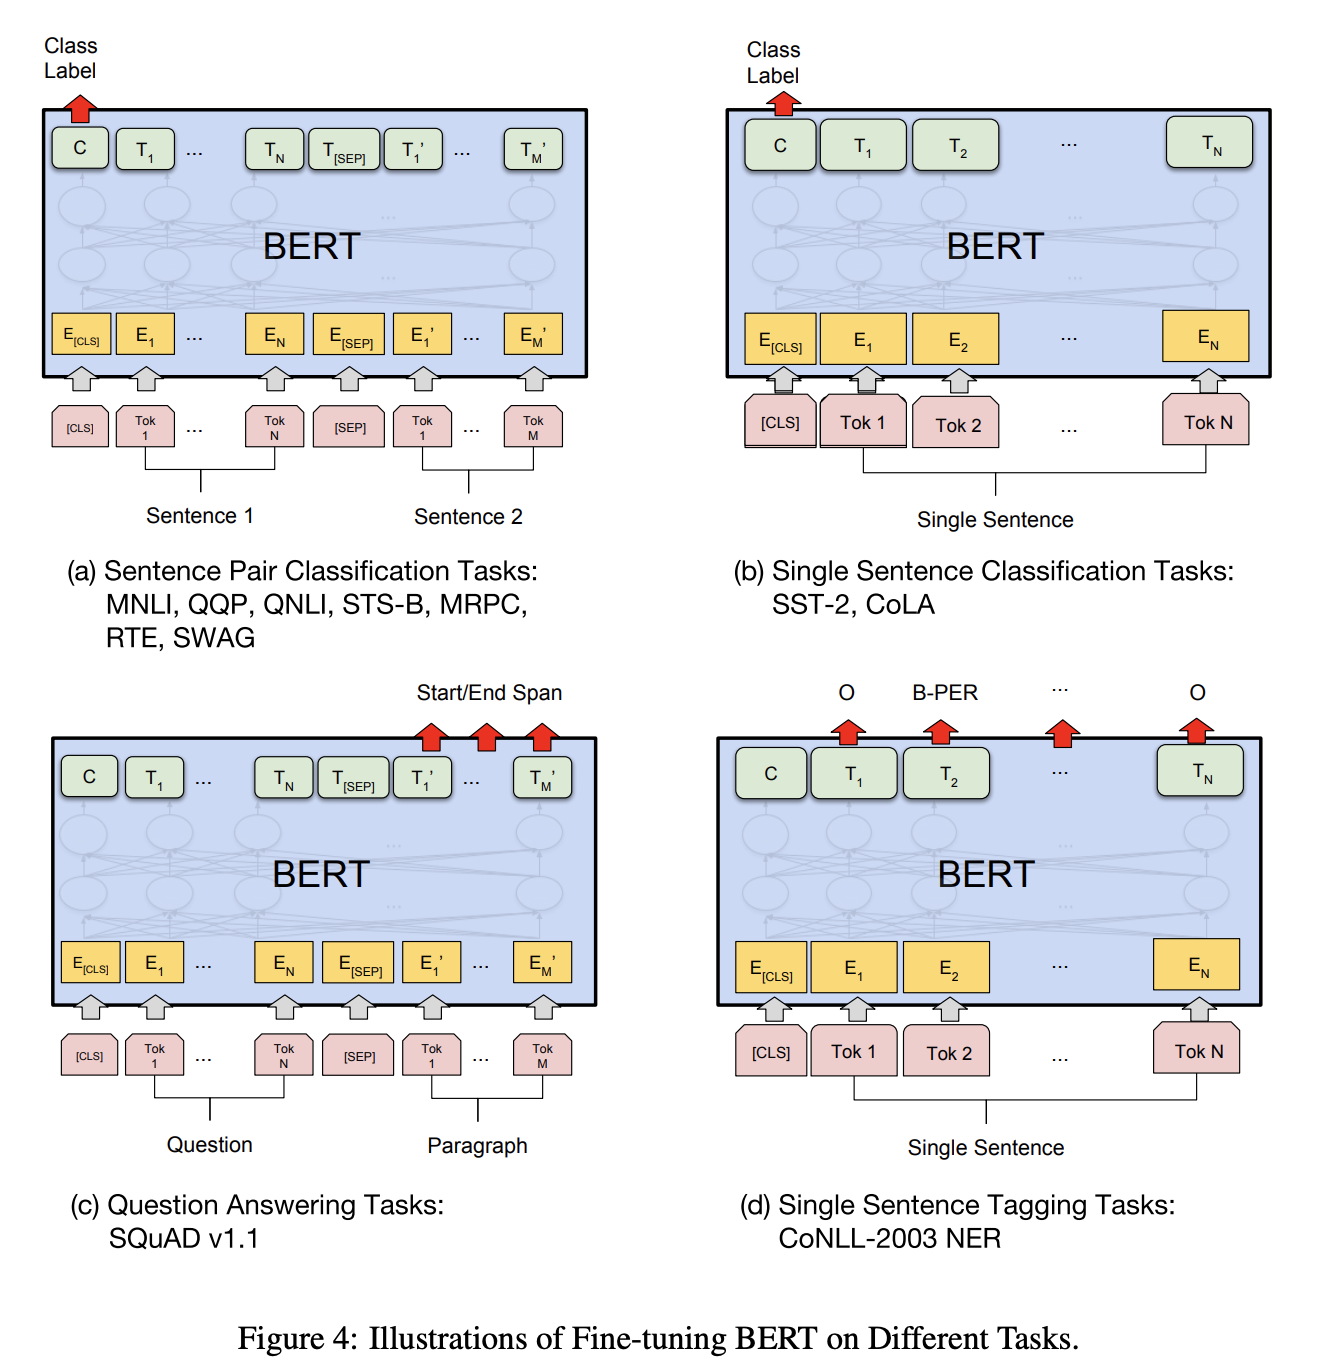 Class
Label
C T1 ... TN T[SEP] T1’ ... TM’
...
BERT
...
E[CLS] E1 ... EN E[SEP] E1’ ... EM’
[CLS] Tok 1 ... Tok N [SEP] Tok 1 ... Tok M
Sentence 1 Sentence 2
(a) Sentence Pair Classification Tasks:
MNLI, QQP, QNLI, STS-B, MRPC,
RTE, SWAG
Class
Label
C T1 T2 ... TN
...
BERT
...
E[CLS] E1 E2 ... EN
[CLS] Tok 1 Tok 2 ... Tok N
Single Sentence
(b) Single Sentence Classification Tasks:
SST-2, CoLA
Start/End Span
C T1 ... TN T[SEP] T1’ ... TM’
...
BERT
...
E[CLS] E1 ... EN E[SEP] E1’ ... EM’
[CLS] Tok 1 ... Tok N [SEP] Tok 1 ... Tok M
Question Paragraph
(c) Question Answering Tasks:
SQuAD v1.1
O B-PER ... O
C T1 T2 ... TN
...
BERT
...
E[CLS] E1 E2 ... EN
[CLS] Tok 1 Tok 2 ... Tok N
Single Sentence
(d) Single Sentence Tagging Tasks:
CoNLL-2003 NER
Figure 4: Illustrations of Fine-tuning BERT on Different Tasks.